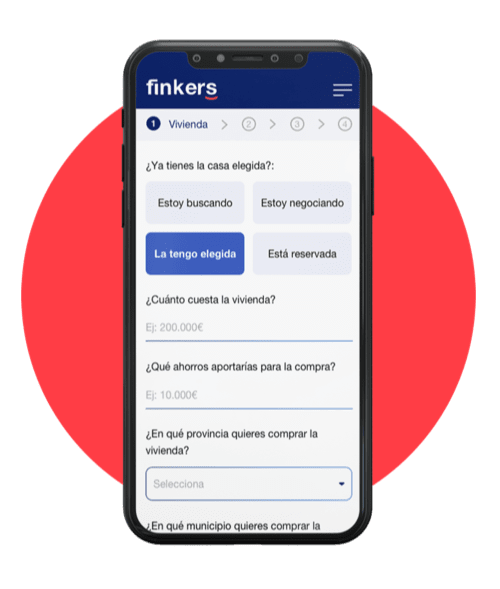 finkers
1 Vivienda > 2 > 3 > 4
¿Ya tienes la casa elegida?:
Estoy buscando Estoy negociando
La tengo elegida Está reservada
¿Cuánto cuesta la vivienda?
Ej: 200.000€
¿Qué ahorros aportarías para la compra?
Ej: 10.000€
¿En qué provincia quieres comprar la
vivienda?
Selecciona
¿En qué municipio quieres comprar la